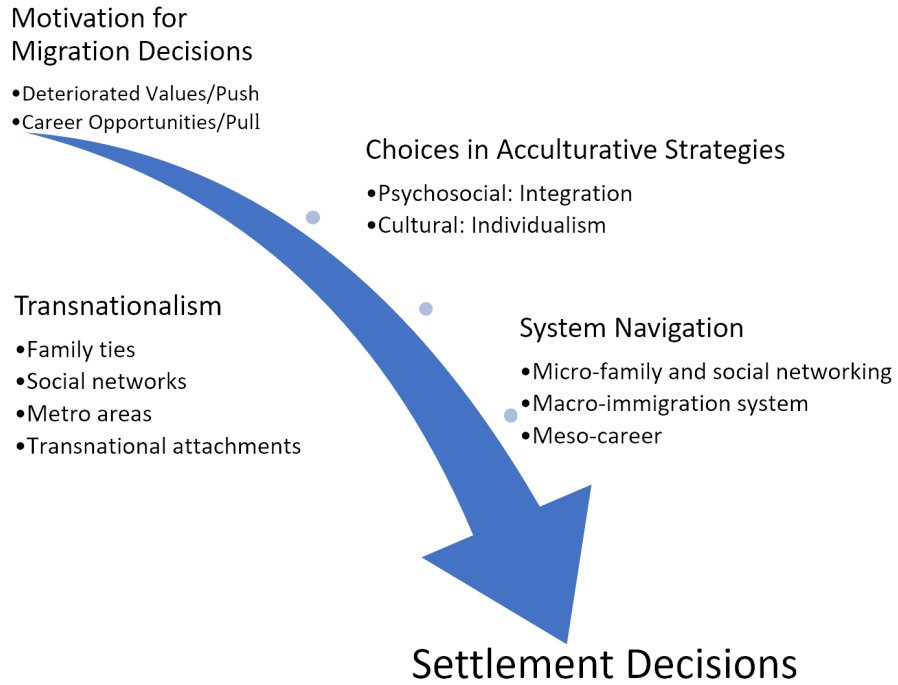 Motivation for
Migration Decisions
•Deteriorated Values/Push
•Career Opportunities/Pull
Choices in Acculturative Strategies
•Psychosocial: Integration
•Cultural: Individualism
Transnationalism
•Family ties
•Social networks
•Metro areas
•Transnational attachments
System Navigation
•Micro-family and social networking
•Macro-immigration system
•Meso-career
Settlement Decisions